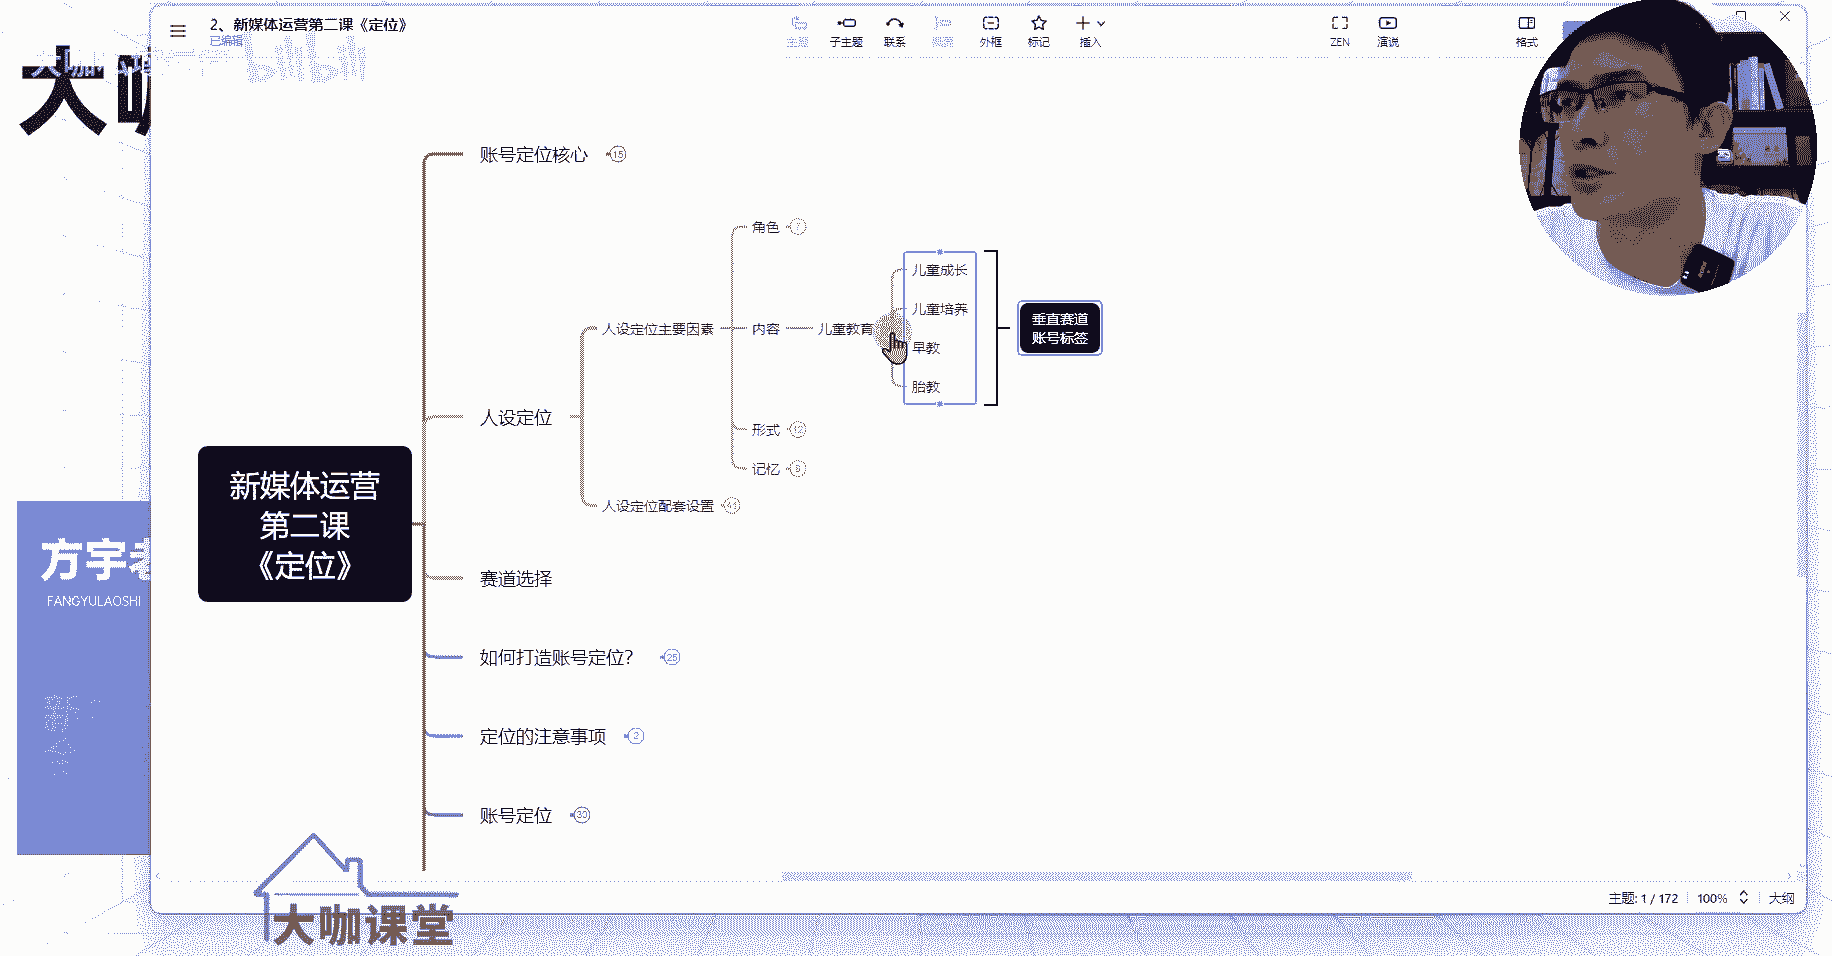 2、新媒体运营第二课《定位》
已编辑
主题
子主题
联系
概要
外框
标记
插入
ZEN
演说
格式
bilibili
大咖
账号定位核心
15
角色
7
儿童成长
儿童培养
人设定位主要因素
内容
儿童教育
早教
胎教
垂直赛道
账号标签
形式
12
记忆
6
人设定位
人设定位配套设置
41
新媒体运营
第二课
《定位》
赛道选择
如何打造账号定位？
25
定位的注意事项
2
账号定位
30
方宇老
FANGYULAOSHI
大咖课堂
主题: 1 / 172
100%
大纲